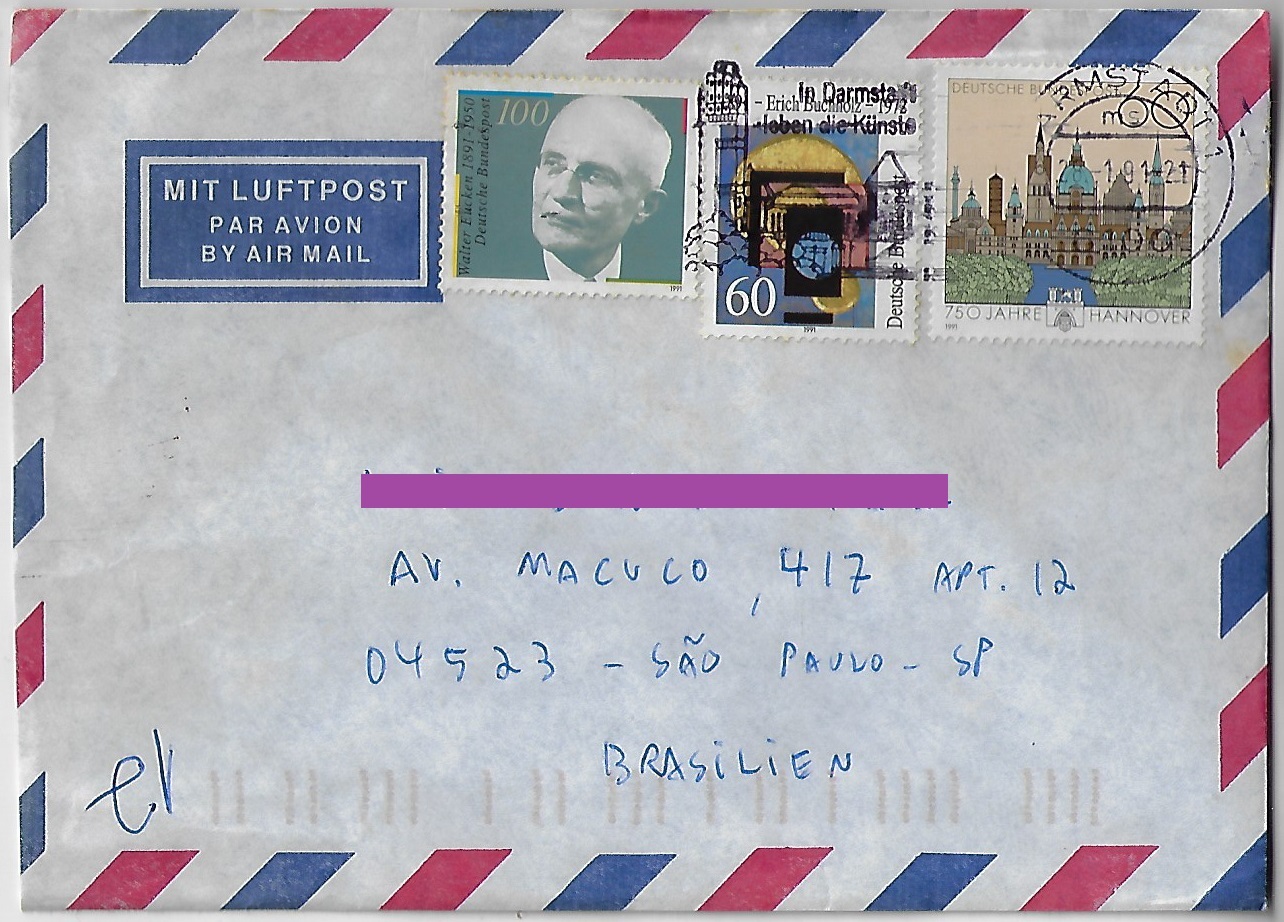 MIT LUFTPOST
PAR AVION
BY AIR MAIL
100
Walter Eucken 1891-1950
Deutsche Bundespost
1991
Erich Buchholz - 1972
60
Deutsche Bundespost
1991
In Darmstadt
leben die Künste
DEUTSCHE BUNDESPOST
750 JAHRE HANNOVER
1991
DARMSTADT 1
AV. MACUCO, 417 APT. 12
04523 - SÃO PAULO - SP
BRASILIEN